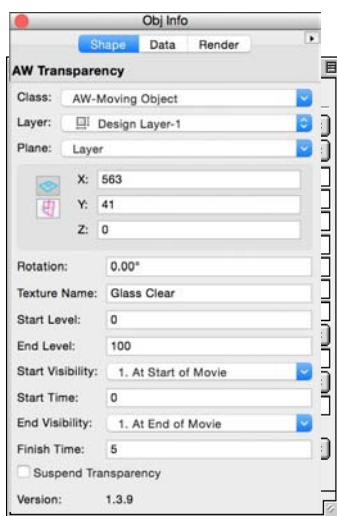 Obj Info
Shape Data Render
AW Transparency
Class: AW-Moving Object
Layer: Design Layer-1
Plane: Layer
X: 563
Y: 41
Z: 0
Rotation: 0.00°
Texture Name: Glass Clear
Start Level: 0
End Level: 100
Start Visibility: 1. At Start of Movie
Start Time: 0
End Visibility: 1. At End of Movie
Finish Time: 5
Suspend Transparency
Version: 1.3.9